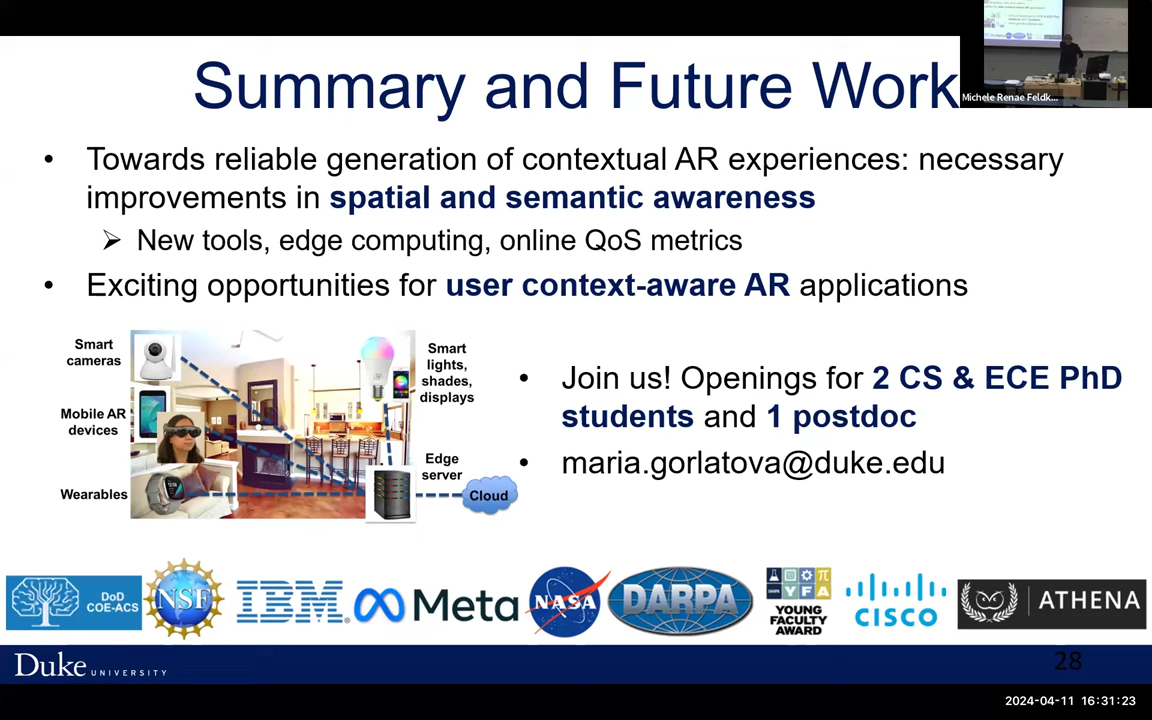 Summary and Future Work
Michele Renae Feldk...
• Towards reliable generation of contextual AR experiences: necessary
improvements in spatial and semantic awareness
➢ New tools, edge computing, online QoS metrics
• Exciting opportunities for user context-aware AR applications
Smart
cameras
Mobile AR
devices
Wearables
Smart
lights,
shades,
displays
Edge
server
Cloud
• Join us! Openings for 2 CS & ECE PhD
students and 1 postdoc
• maria.gorlatova@duke.edu
DoD
COE-ACS
NSF
IBM
Meta
NASA
DARPA
YFA
YOUNG
FACULTY
AWARD
CISCO
ATHENA
Duke UNIVERSITY
28
2024-04-11 16:31:23